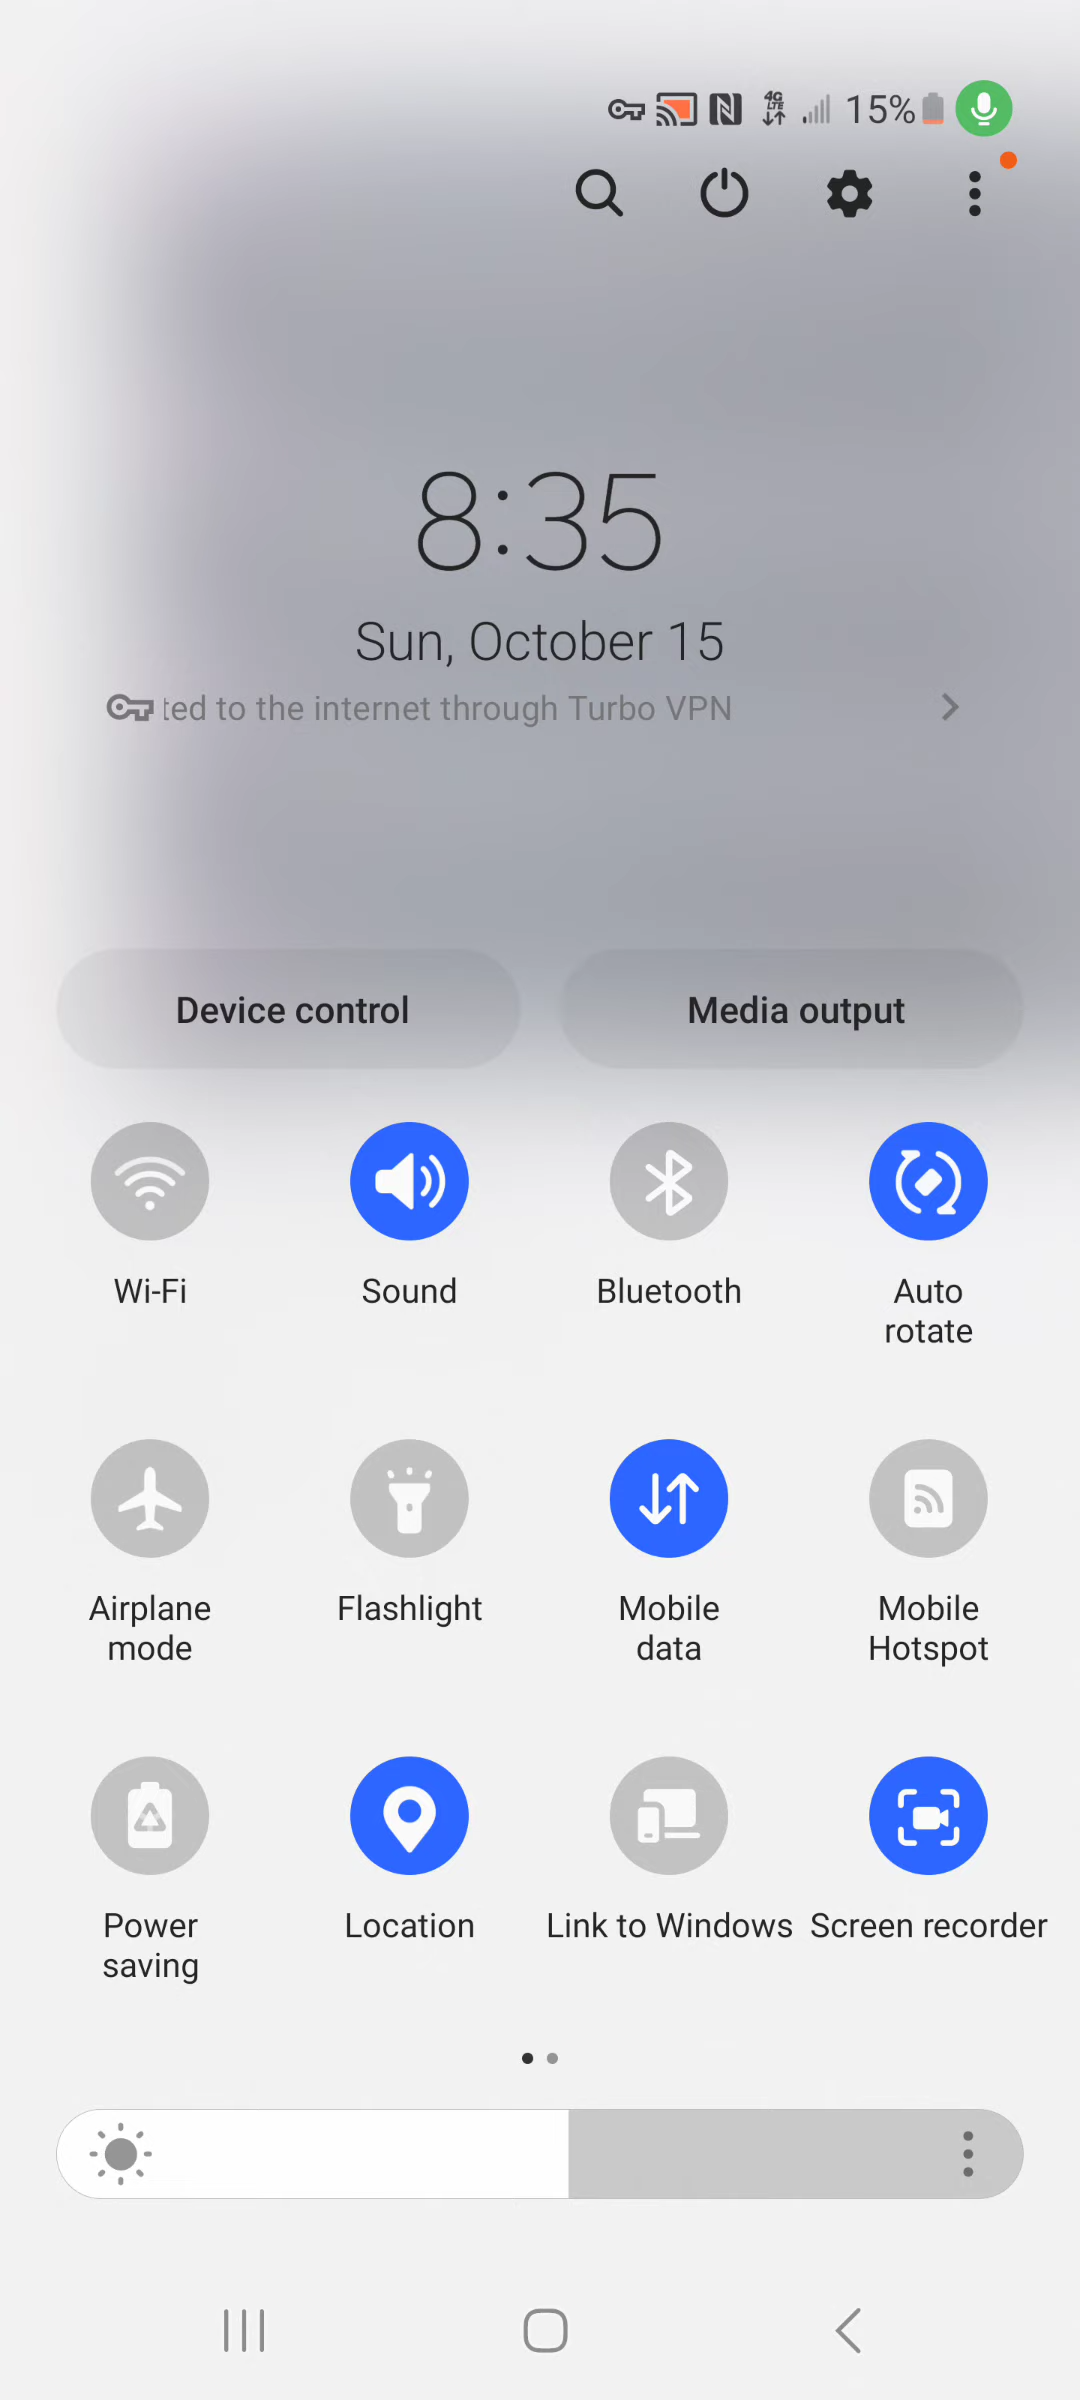 4G
LTE
15%
8:35
Sun, October 15
ted to the internet through Turbo VPN
Device control
Media output
Wi-Fi
Sound
Bluetooth
Auto
rotate
Airplane
mode
Flashlight
Mobile
data
Mobile
Hotspot
Power
saving
Location
Link to Windows
Screen recorder